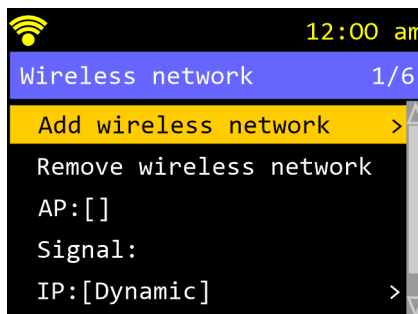 12:00 am
Wireless network 1/6
Add wireless network >
Remove wireless network
AP:[]
Signal:
IP:[Dynamic] >